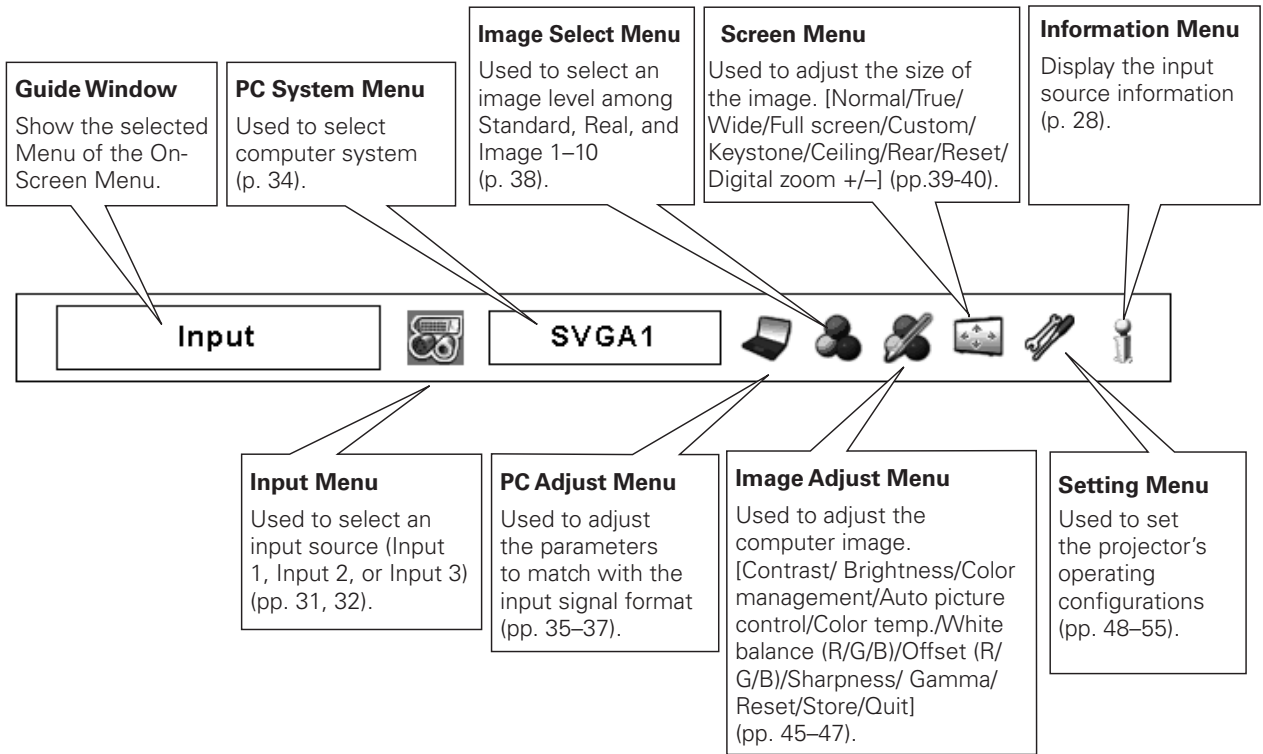 Guide Window
Show the selected
Menu of the On-
Screen Menu.
PC System Menu
Used to select
computer system
(p. 34).
Image Select Menu
Used to select an
image level among
Standard, Real, and
Image 1–10
(p. 38).
Screen Menu
Used to adjust the size of
the image. [Normal/True/
Wide/Full screen/Custom/
Keystone/Ceiling/Rear/Reset/
Digital zoom +/–] (pp.39-40).
Information Menu
Display the input
source information
(p. 28).
Input
SVGA1
Input Menu
Used to select an
input source (Input
1, Input 2, or Input 3)
(pp. 31, 32).
PC Adjust Menu
Used to adjust
the parameters
to match with the
input signal format
(pp. 35–37).
Image Adjust Menu
Used to adjust the
computer image.
[Contrast/ Brightness/Color
management/Auto picture
control/Color temp./White
balance (R/G/B)/Offset (R/
G/B)/Sharpness/ Gamma/
Reset/Store/Quit]
(pp. 45–47).
Setting Menu
Used to set
the projector's
operating
configurations
(pp. 48–55).